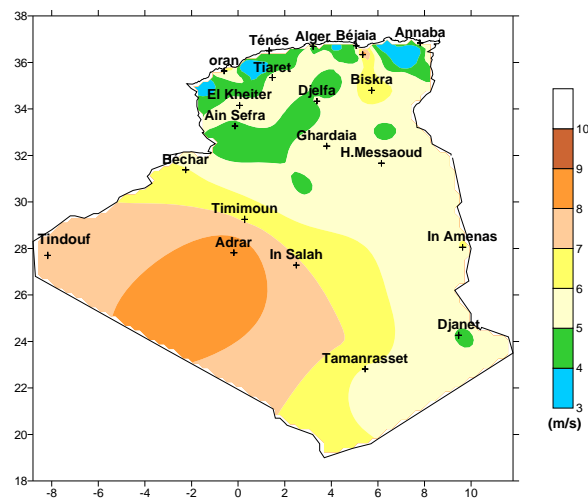 38
36
34
32
30
28
26
24
22
20
18
-8 -6 -4 -2 0 2 4 6 8 10
Ténés Alger Béjaia Annaba
oran
Tiaret
Biskra
El Kheiter
Djelfa
Ain Sefra
Ghardaia
H.Messaoud
Béchar
Timimoun
Tindouf
Adrar
In Salah
In Amenas
Djanet
Tamanrasset
10
9
8
7
6
5
4
3
(m/s)